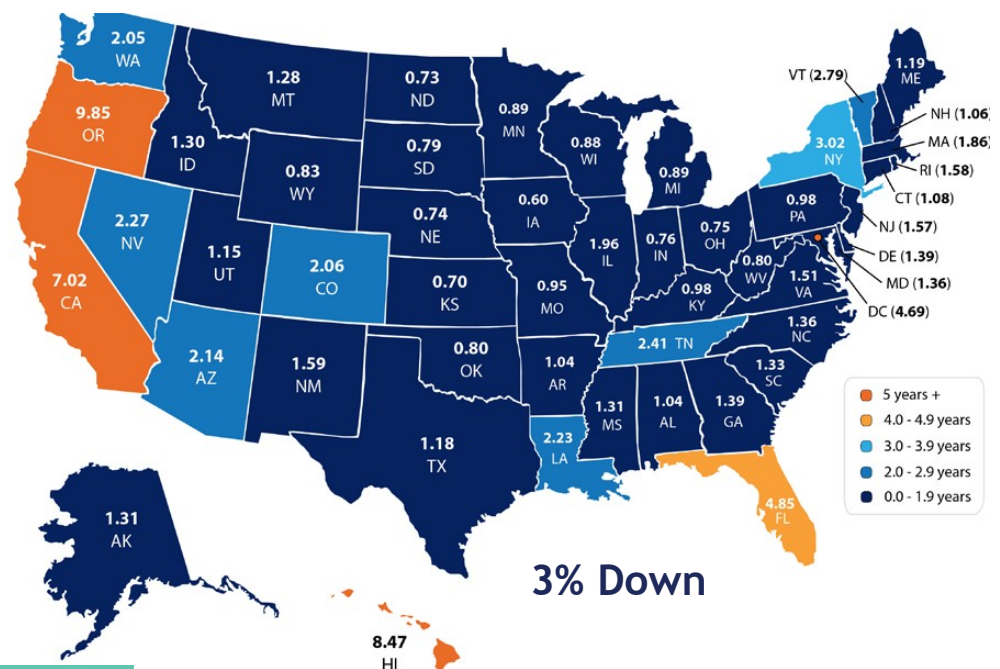 2.05
WA
9.85
OR
7.02
CA
2.27
NV
1.30
ID
1.28
MT
0.83
WY
1.15
UT
2.06
CO
2.14
AZ
1.59
NM
0.73
ND
0.79
SD
0.74
NE
0.70
KS
0.80
OK
1.18
TX
0.89
MN
0.60
IA
0.95
MO
1.04
AR
2.23
LA
0.88
WI
1.96
IL
0.89
MI
0.76
IN
0.75
OH
0.98
KY
2.41 TN
1.31
MS
1.04
AL
1.39
GA
4.85
FL
1.33
SC
1.36
NC
1.51
VA
0.80
WV
0.98
PA
3.02
NY
1.19
ME
VT (2.79)
NH (1.06)
MA (1.86)
RI (1.58)
CT (1.08)
NJ (1.57)
DE (1.39)
MD (1.36)
DC (4.69)
5 years +
4.0 - 4.9 years
3.0 - 3.9 years
2.0 - 2.9 years
0.0 - 1.9 years
1.31
AK
8.47
HI
3% Down